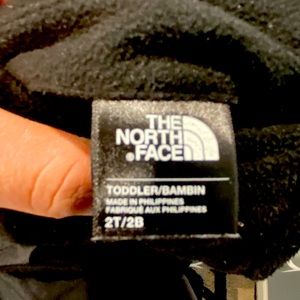 THE
NORTH
FACE
TODDLER/BAMBIN
MADE IN PHILIPPINES
FABRIQUÉ AUX PHILIPPINES
2T/2B